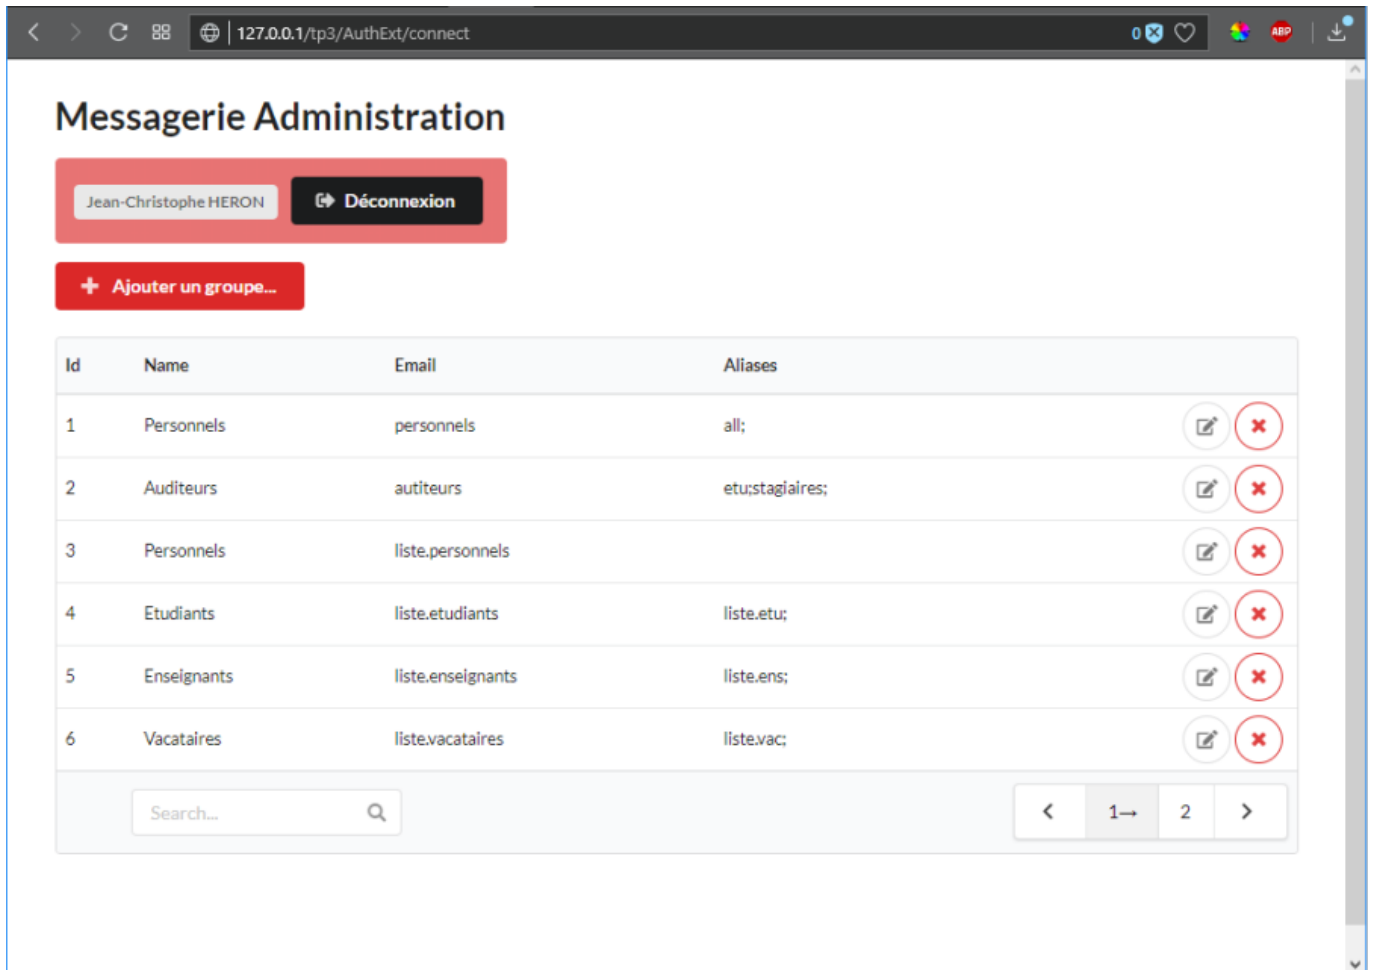 127.0.0.1/tp3/AuthExt/connect 0 ABP
Messagerie Administration
Jean-Christophe HERON Déconnexion
Ajouter un groupe...
Id Name Email Aliases
1 Personnels personnels all;
2 Auditeurs autiteurs etu;stagiaires;
3 Personnels liste.personnels
4 Etudiants liste.etudiants liste.etu;
5 Enseignants liste.enseignants liste.ens;
6 Vacataires liste.vacataires liste.vac;
Search... 1→ 2